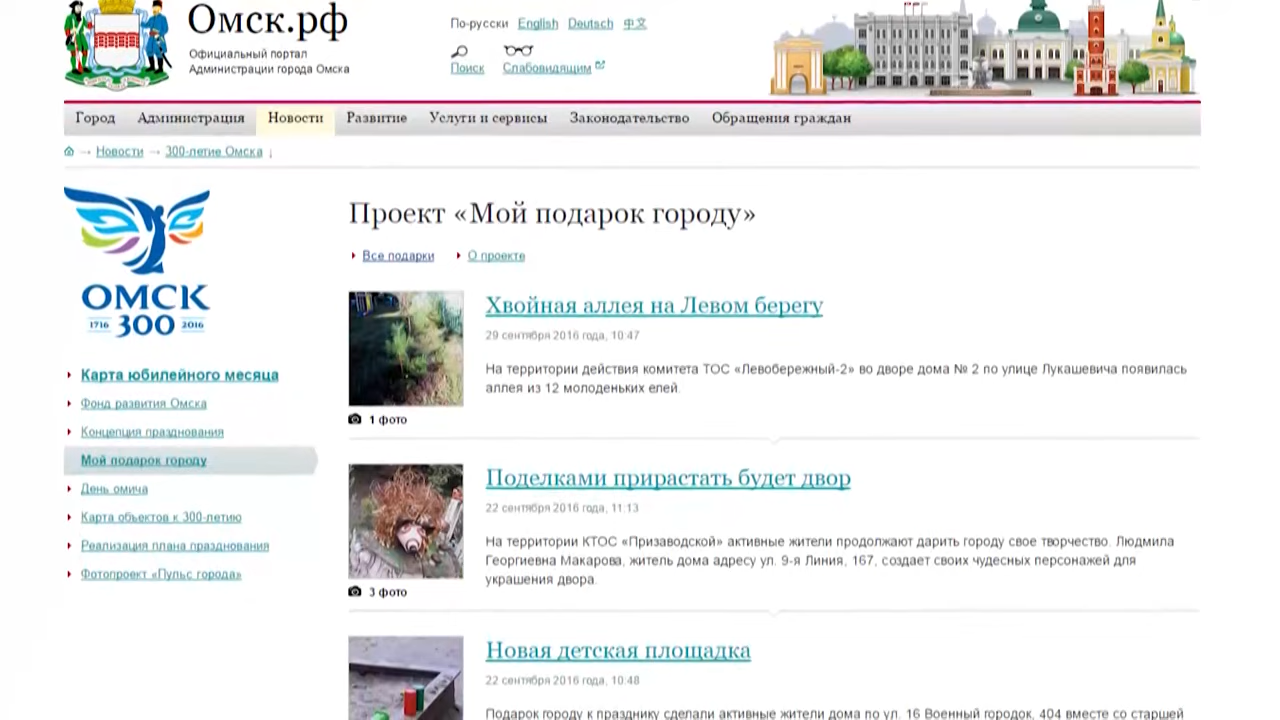 Омск.рф
Официальный портал
Администрации города Омска
По-русски English Deutsch 中文
Поиск Слабовидящим
Город Администрация Новости Развитие Услуги и сервисы Законодательство Обращения граждан
→ Новости → 300-летие Омска ↓
ОМСК
1716 300 2016
Карта юбилейного месяца
Фонд развития Омска
Концепция празднования
Мой подарок городу
День омича
Карта объектов к 300-летию
Реализация плана празднования
Фотопроект «Пульс города»
Проект «Мой подарок городу»
Все подарки О проекте
Хвойная аллея на Левом берегу
29 сентября 2016 года, 10:47
На территории действия комитета ТОС «Левобережный-2» во дворе дома № 2 по улице Лукашевича появилась
аллея из 12 молоденьких елей.
1 фото
Поделками прирастать будет двор
22 сентября 2016 года, 11:13
На территории КТОС «Призаводской» активные жители продолжают дарить городу свое творчество. Людмила
Георгиевна Макарова, житель дома адресу ул. 9-я Линия, 167, создает своих чудесных персонажей для
украшения двора.
3 фото
Новая детская площадка
22 сентября 2016 года, 10:48
Подарок городу к празднику сделали активные жители дома по ул. 16 Военный городок, 404 вместе со старшей